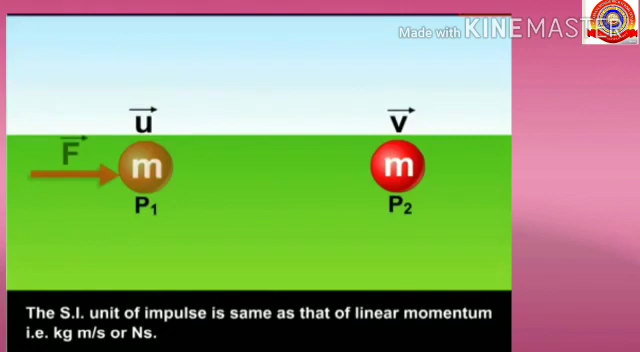 Made with KINEMASTER
u
v
F
m
m
P1
P2
The S.I. unit of impulse is same as that of linear momentum
i.e. kg m/s or Ns.